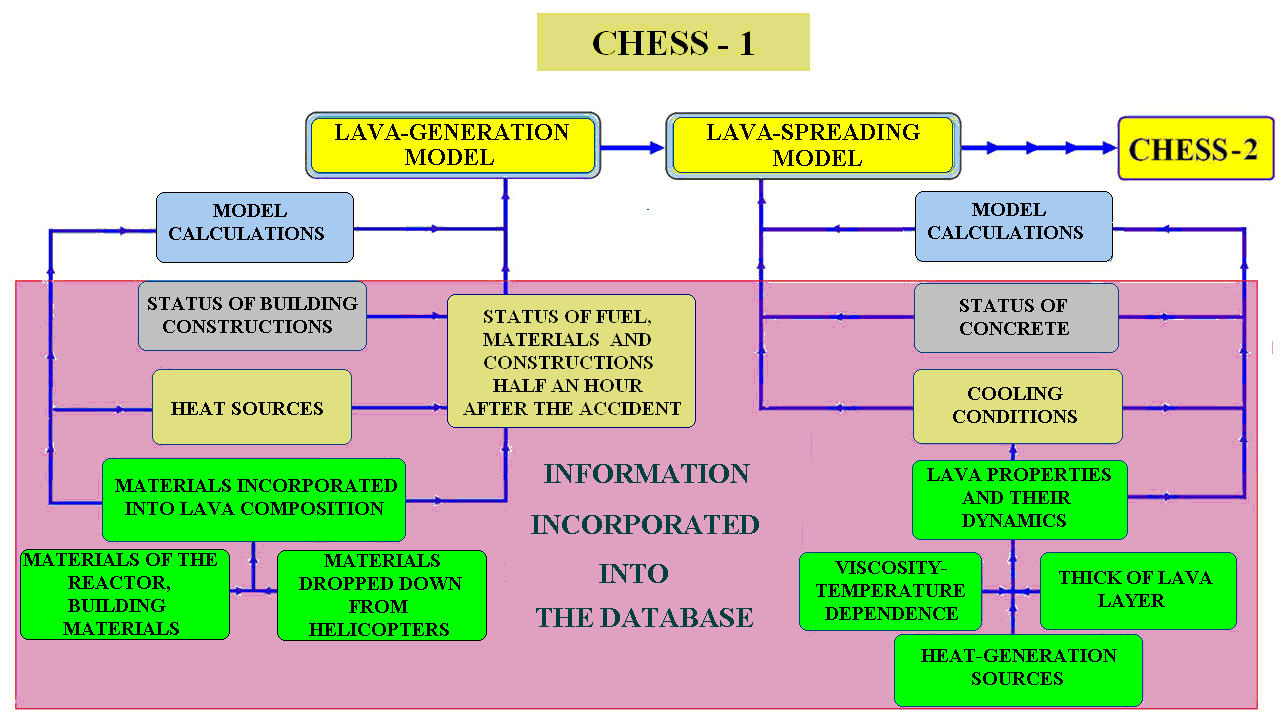 CHESS - 1
LAVA-GENERATION
MODEL
LAVA-SPREADING
MODEL
CHESS-2
MODEL
CALCULATIONS
MODEL
CALCULATIONS
STATUS OF BUILDING
CONSTRUCTIONS
STATUS OF FUEL,
MATERIALS AND
CONSTRUCTIONS
HALF AN HOUR
AFTER THE ACCIDENT
STATUS OF
CONCRETE
HEAT SOURCES
COOLING
CONDITIONS
MATERIALS INCORPORATED
INTO LAVA COMPOSITION
INFORMATION
INCORPORATED
INTO
THE DATABASE
LAVA PROPERTIES
AND THEIR
DYNAMICS
MATERIALS OF THE
REACTOR,
BUILDING
MATERIALS
MATERIALS
DROPPED DOWN
FROM
HELICOPTERS
VISCOSITY-
TEMPERATURE
DEPENDENCE
THICK OF LAVA
LAYER
HEAT-GENERATION
SOURCES